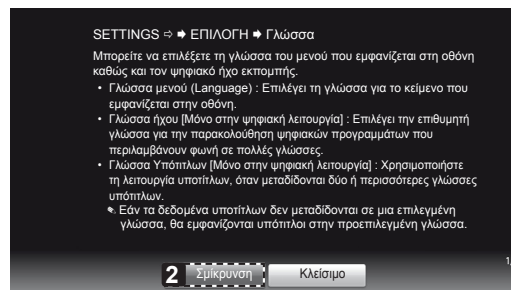 SETTINGS ⇨ ➡ ΕΠΙΛΟΓΗ ➡ Γλώσσα
Μπορείτε να επιλέξετε τη γλώσσα του μενού που εμφανίζεται στη οθόνη
καθώς και τον ψηφιακό ήχο εκπομπής.
• Γλώσσα μενού (Language) : Επιλέγει τη γλώσσα για το κείμενο που
εμφανίζεται στην οθόνη.
• Γλώσσα ήχου [Μόνο στην ψηφιακή λειτουργία] : Επιλέγει την επιθυμητή
γλώσσα για την παρακολούθηση ψηφιακών προγραμμάτων που
περιλαμβάνουν φωνή σε πολλές γλώσσες.
• Γλώσσα Υπότιτλων [Μόνο στην ψηφιακή λειτουργία] : Χρησιμοποιήστε
τη λειτουργία υποτίτλων, όταν μεταδίδονται δύο ή περισσότερες γλώσσες
υπότιτλων.
✎ Εάν τα δεδομένα υποτίτλων δεν μεταδίδονται σε μια επιλεγμένη
γλώσσα, θα εμφανίζονται υπότιτλοι στην προεπιλεγμένη γλώσσα.
2 Σμίκρυνση Κλείσιμο